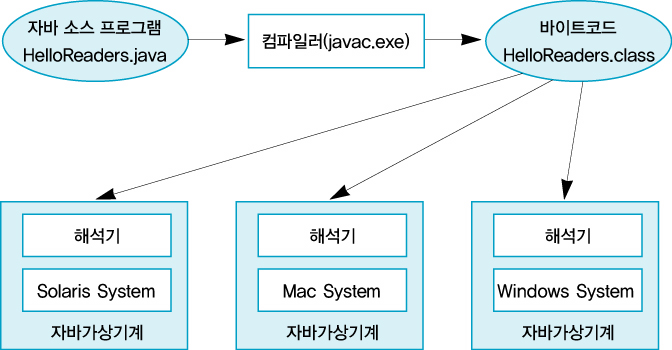 자바 소스 프로그램
HelloReaders.java
컴파일러(javac.exe)
바이트코드
HelloReaders.class
해석기
Solaris System
자바가상기계
해석기
Mac System
자바가상기계
해석기
Windows System
자바가상기계